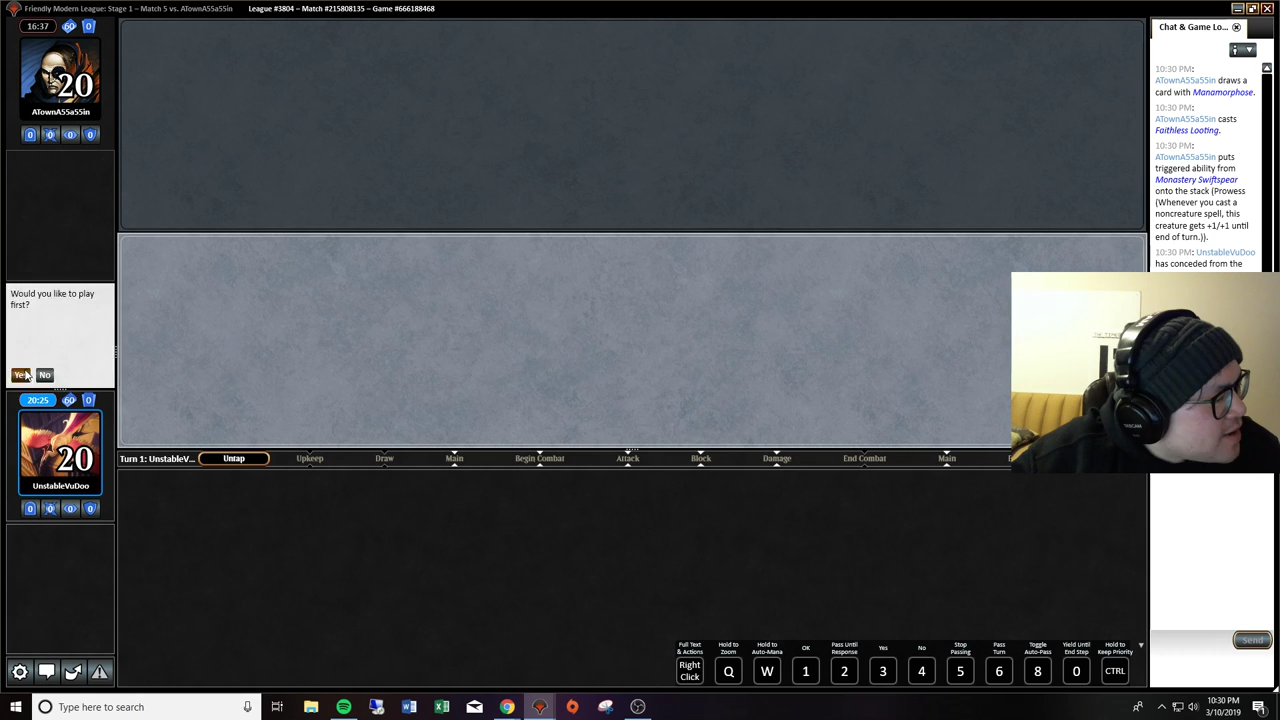 Friendly Modern League: Stage 1 – Match 5 vs. ATownA55a55in League #3804 – Match #215808135 – Game #666188468
16:37 60 0
20
ATownA55a55in
0 0 0 0
Would you like to play
first?
Yes No
20:25 60 0
20
UnstableVuDoo
0 0 0 0
Turn 1: UnstableV... Untap Upkeep Draw Main Begin Combat Attack Block Damage End Combat Main
Chat & Game Lo...
10:30 PM:
ATownA55a55in draws a
card with Manamorphose.
10:30 PM:
ATownA55a55in casts
Faithless Looting.
10:30 PM:
ATownA55a55in puts
triggered ability from
Monastery Swiftspear
onto the stack (Prowess
(Whenever you cast a
noncreature spell, this
creature gets +1/+1 until
end of turn.)).
10:30 PM: UnstableVuDoo
has conceded from the
Send
Full Text
& Actions
Right
Click
Hold to
Zoom
Q
Hold to
Auto-Mana
W
OK
1
Pass Until
Response
2
Yes
3
No
4
Stop
Passing
5
Pass
Turn
6
Toggle
Auto-Pass
8
Yield Until
End Step
0
Hold to
Keep Priority
CTRL
Type here to search
10:30 PM
3/10/2019
1